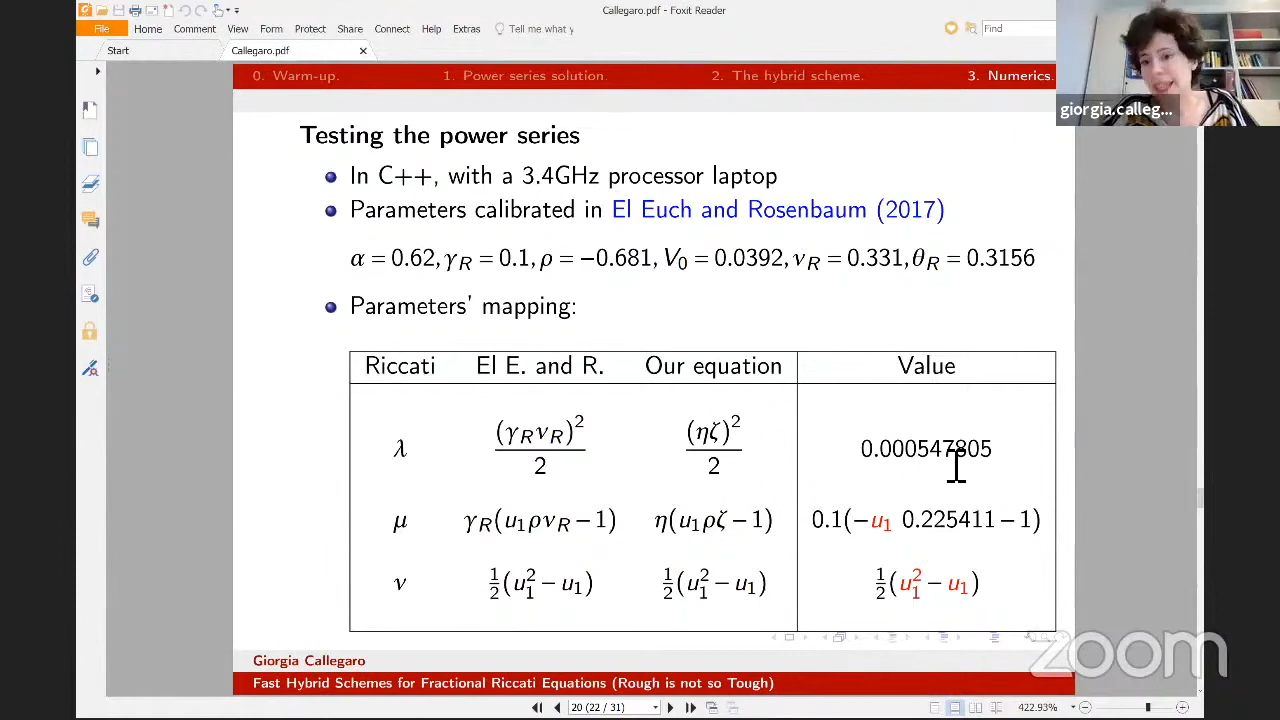 Callegaro.pdf - Foxit Reader
File Home Comment View Form Protect Share Connect Help Extras Tell me what y Find
Start Callegaro.pdf
0. Warm-up. 1. Power series solution. 2. The hybrid scheme. 3. Numerics.
giorgia.calleg...
Testing the power series
In C++, with a 3.4GHz processor laptop
Parameters calibrated in El Euch and Rosenbaum (2017)
α = 0.62, γ_R = 0.1, ρ = −0.681, V_0 = 0.0392, ν_R = 0.331, θ_R = 0.3156
Parameters' mapping:
Riccati El E. and R. Our equation Value
λ (γ_R ν_R)^2 / 2 (ηζ)^2 / 2 0.000547805
μ γ_R(u_1 ρ ν_R − 1) η(u_1 ρζ − 1) 0.1(−u_1 0.225411 − 1)
ν 1/2(u_1^2 − u_1) 1/2(u_1^2 − u_1) 1/2(u_1^2 − u_1)
zoom
Giorgia Callegaro
Fast Hybrid Schemes for Fractional Riccati Equations (Rough is not so Tough)
20 (22 / 31) 422.93%